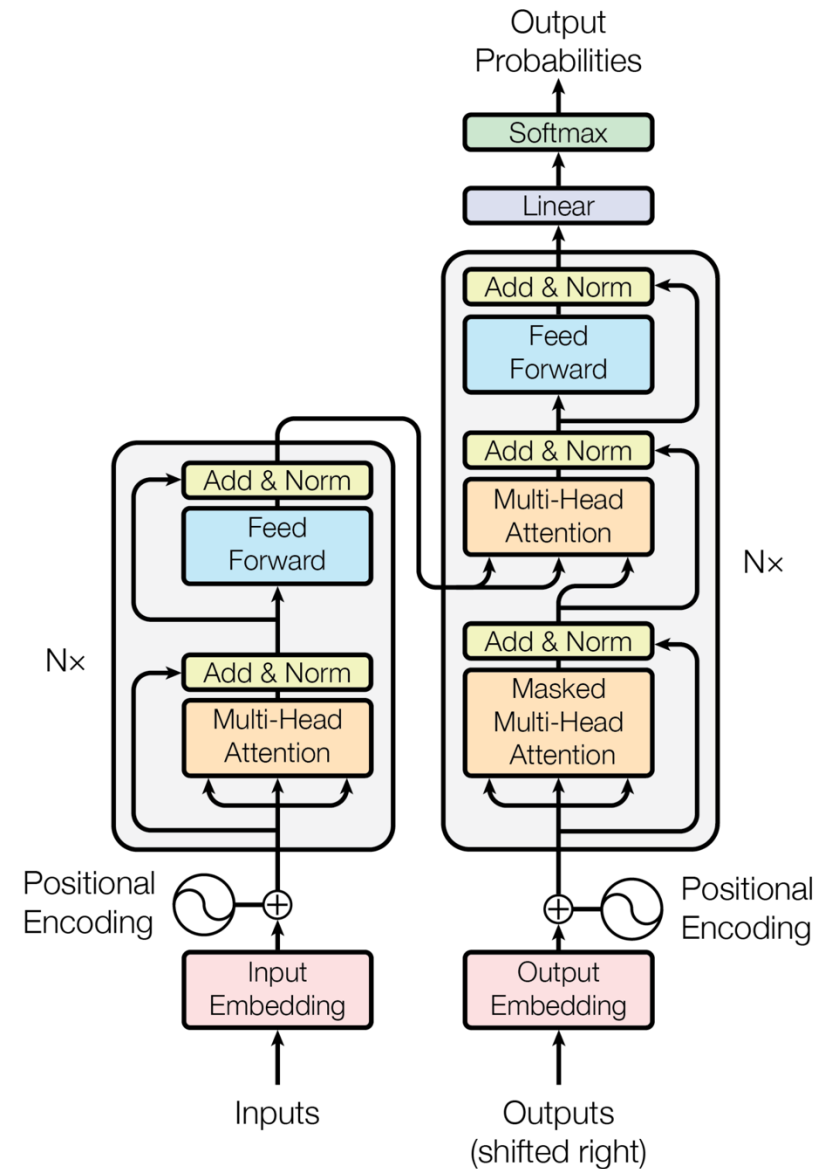 Output
Probabilities
Softmax
Linear
Add & Norm
Feed
Forward
Add & Norm
Multi-Head
Attention
N×
Add & Norm
Masked
Multi-Head
Attention
Add & Norm
Feed
Forward
N×
Add & Norm
Multi-Head
Attention
Positional
Encoding
Positional
Encoding
Input
Embedding
Output
Embedding
Inputs
Outputs
(shifted right)